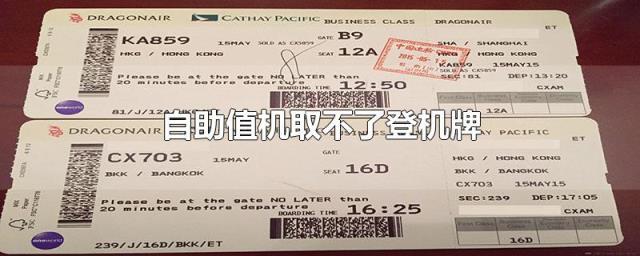 DRAGONAIR CATHAY PACIFIC BUSINESS CLASS DRAGONAIR
KA859 15MAY SOLD AS CX5859 GATE B9 SHA / SHANGHAI
HKG / HONG KONG SEAT 12A HKG / HONG KONG
KA859 15MAY15
Please be at the gate NO LATER than SEC:83 DEP:13:20
20 minutes before departure BOARDING TIME 12:50 CXAM
81/J/12A 12A
自助值机取不了登机牌
DRAGONAIR PACIFIC
CX703 15MAY GATE HKG / HONG KONG
BKK / BANGKOK SEAT 16D BKK / BANGKOK
CX703 15MAY15
Please be at the gate NO LATER than SEC:239 DEP:17:05
20 minutes before departure BOARDING TIME 16:25 CXAM
oneworld 239/J/16D/BKK/ET 16D